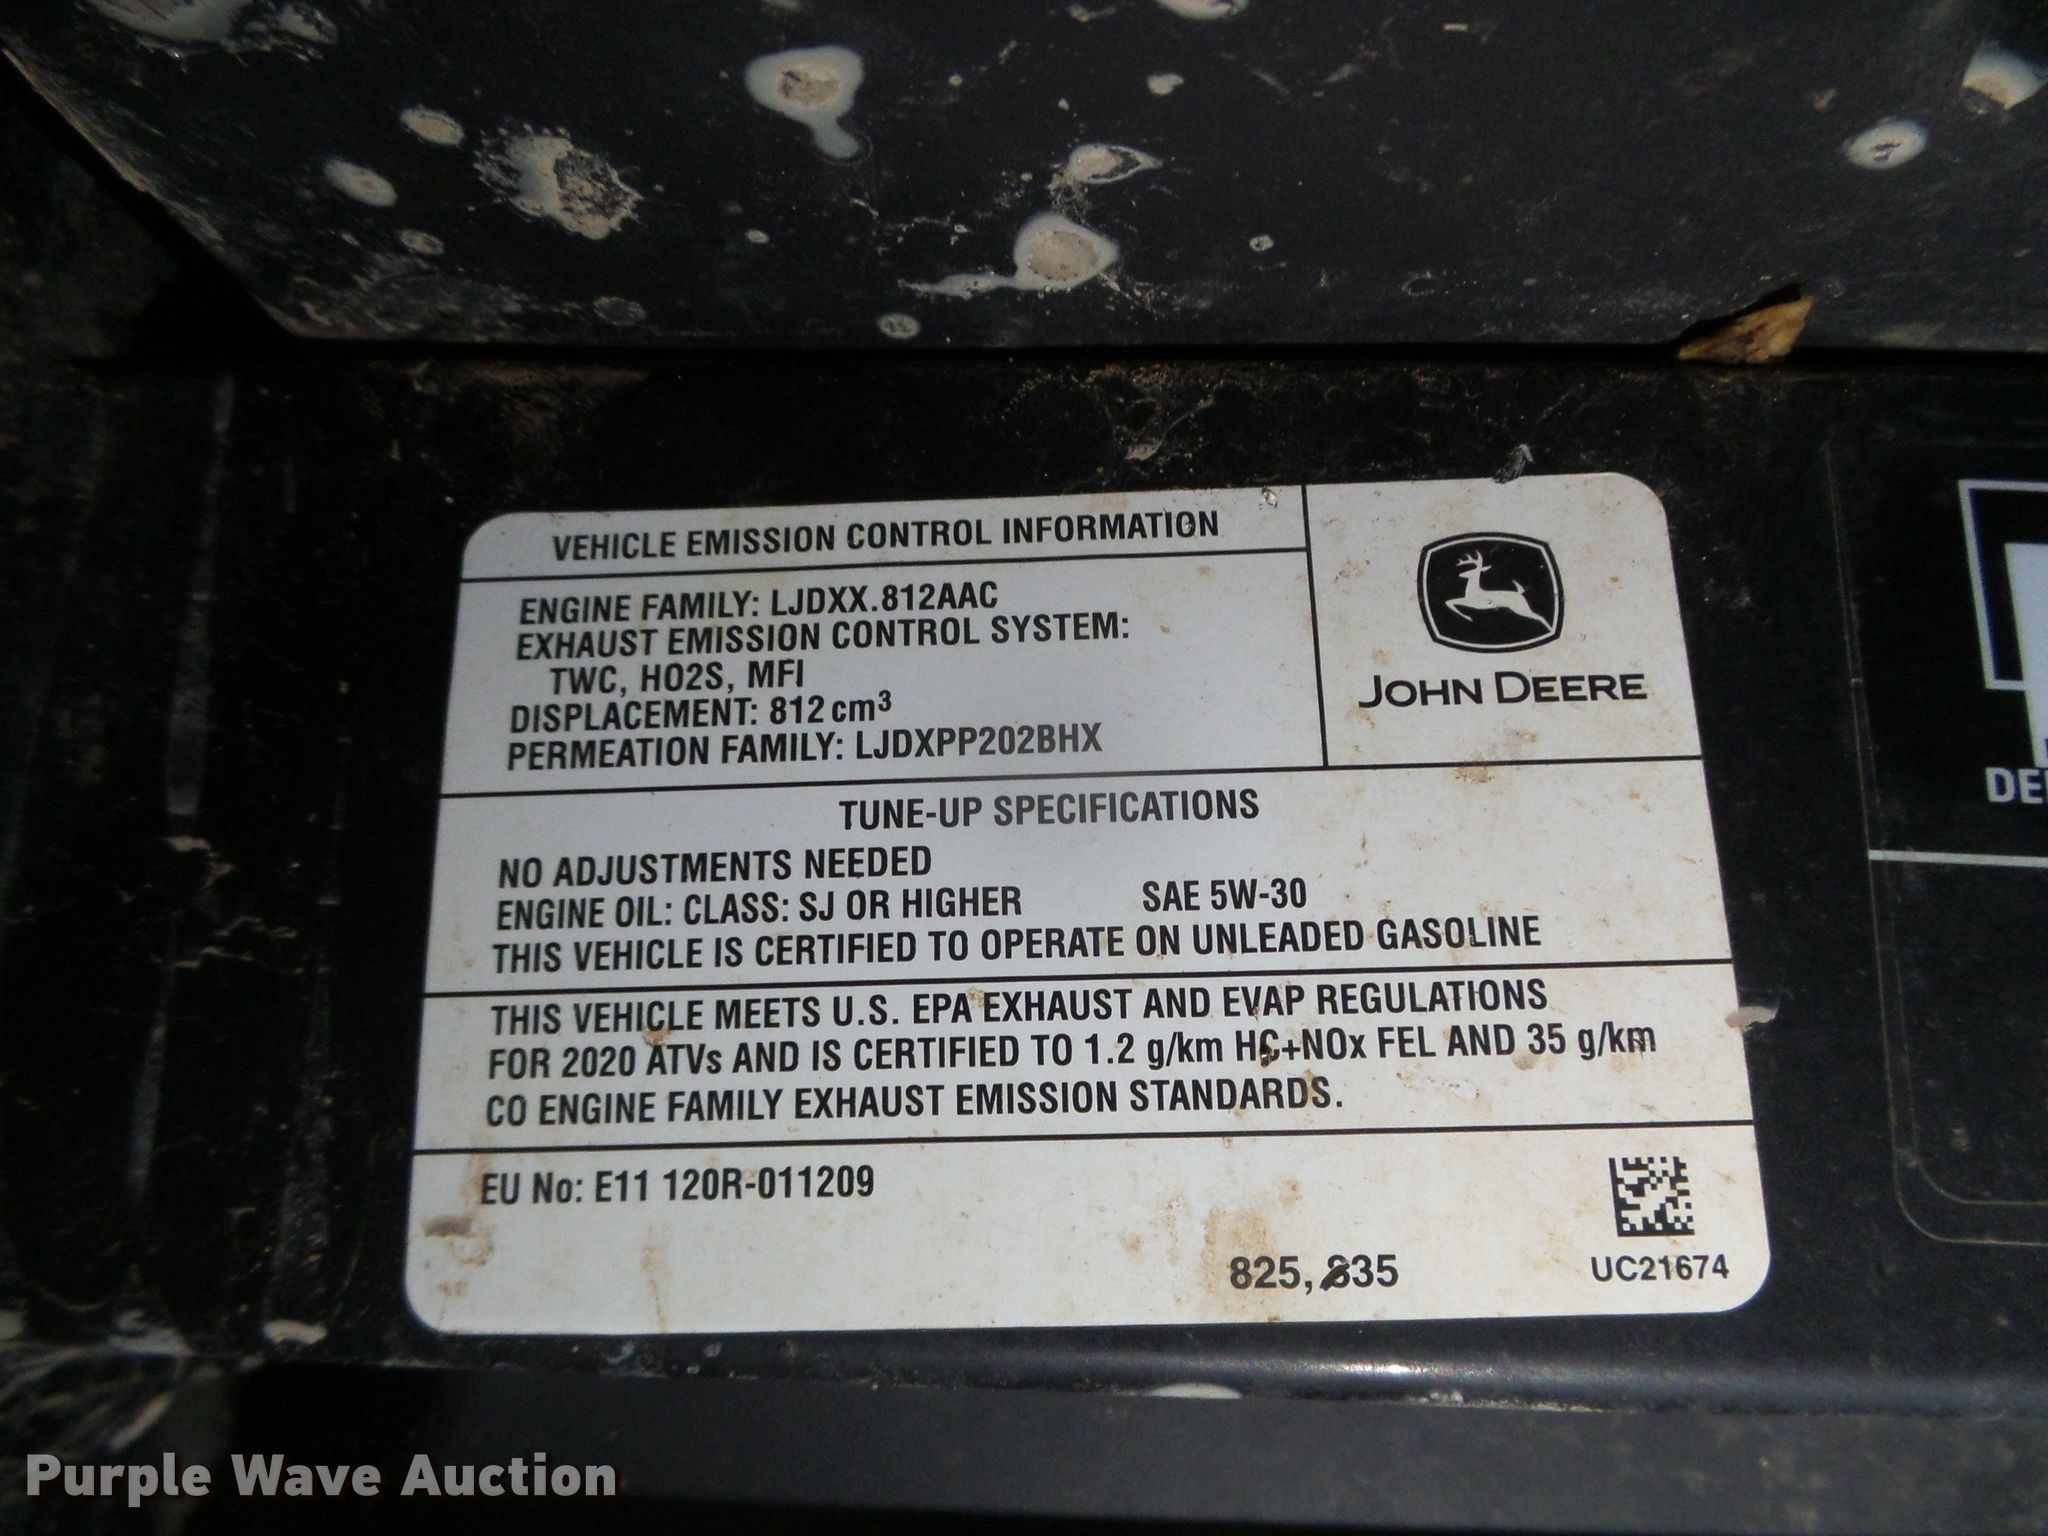 VEHICLE EMISSION CONTROL INFORMATION
ENGINE FAMILY: LJDXX.812AAC
EXHAUST EMISSION CONTROL SYSTEM:
TWC, HO2S, MFI
DISPLACEMENT: 812 cm³
PERMEATION FAMILY: LJDXPP202BHX
JOHN DEERE
TUNE-UP SPECIFICATIONS
NO ADJUSTMENTS NEEDED
ENGINE OIL: CLASS: SJ OR HIGHER SAE 5W-30
THIS VEHICLE IS CERTIFIED TO OPERATE ON UNLEADED GASOLINE
THIS VEHICLE MEETS U.S. EPA EXHAUST AND EVAP REGULATIONS
FOR 2020 ATVs AND IS CERTIFIED TO 1.2 g/km HC+NOx FEL AND 35 g/km
CO ENGINE FAMILY EXHAUST EMISSION STANDARDS.
EU No: E11 120R-011209
825, 835
UC21674
Purple Wave Auction